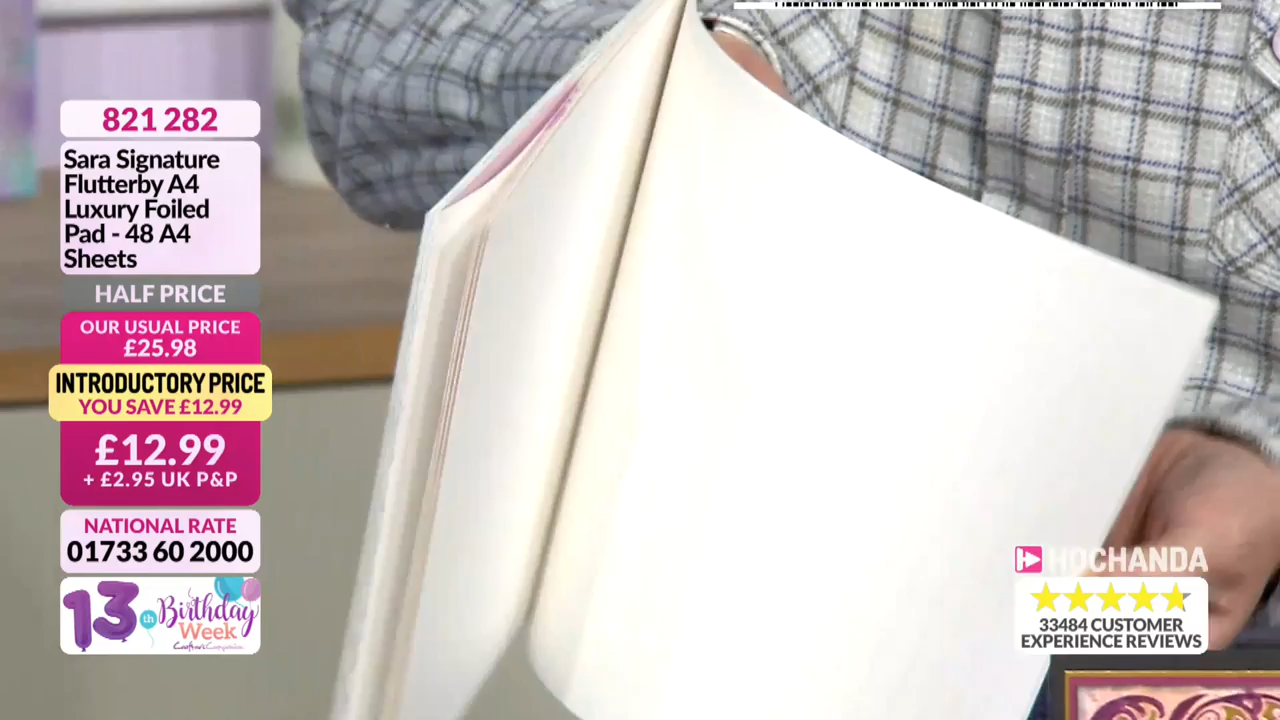 821 282
Sara Signature
Flutterby A4
Luxury Foiled
Pad - 48 A4
Sheets
HALF PRICE
OUR USUAL PRICE
£25.98
INTRODUCTORY PRICE
YOU SAVE £12.99
£12.99
+ £2.95 UK P&P
NATIONAL RATE
01733 60 2000
13th Birthday
Week
Crafter's Companion
HOCHANDA
33484 CUSTOMER
EXPERIENCE REVIEWS